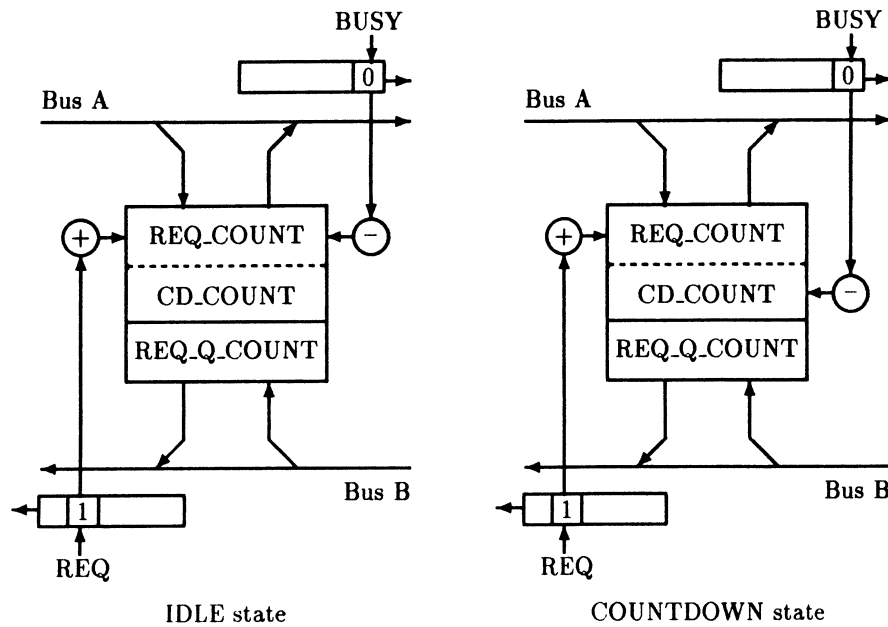 BUSY
0
Bus A
+
REQ_COUNT
−
CD_COUNT
REQ_Q_COUNT
Bus B
1
REQ
IDLE state
BUSY
0
Bus A
+
REQ_COUNT
CD_COUNT
−
REQ_Q_COUNT
Bus B
1
REQ
COUNTDOWN state